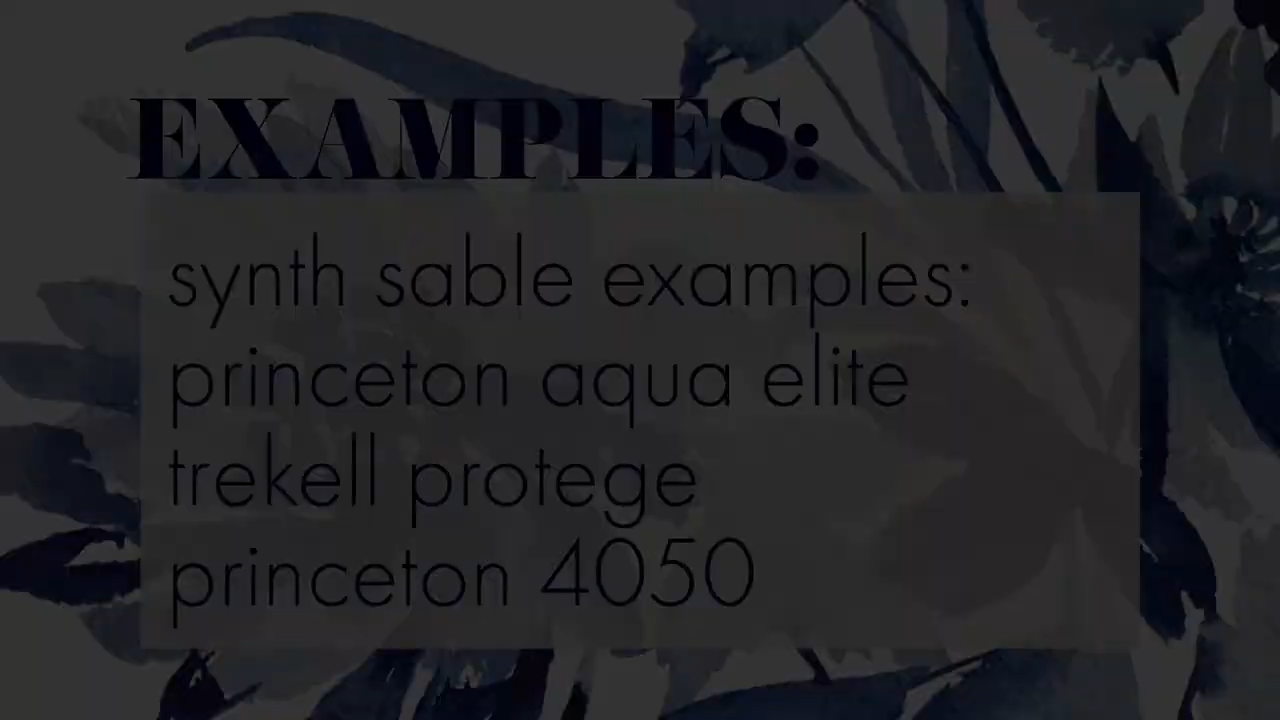 EXAMPLES:
synth sable examples:
princeton aqua elite
trekell protege
princeton 4050